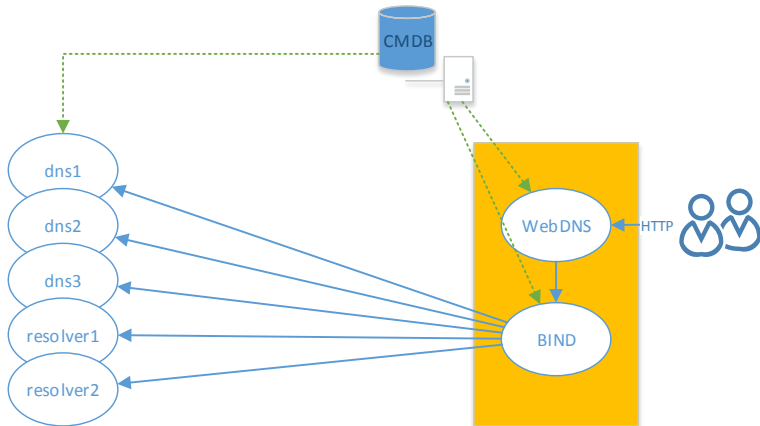 CMDB
dns1
dns2
dns3
resolver1
resolver2
WebDNS
HTTP
BIND